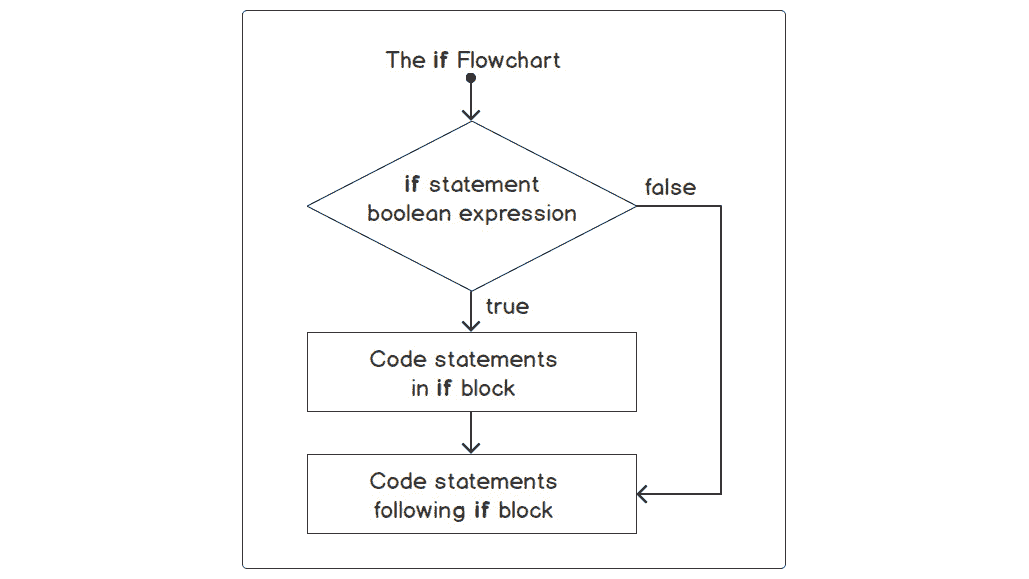 The if Flowchart
if statement
boolean expression
false
true
Code statements
in if block
Code statements
following if block